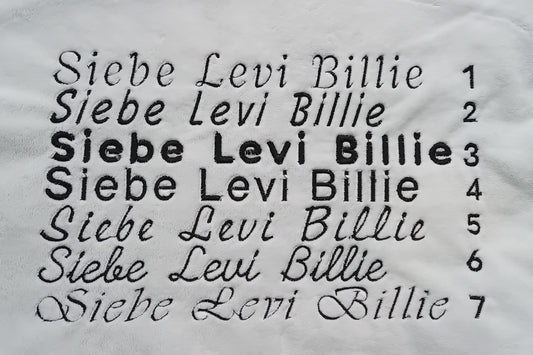 Siebe Levi Billie 1
Siebe Levi Billie 2
Siebe Levi Billie 3
Siebe Levi Billie 4
Siebe Levi Billie 5
Siebe Levi Billie 6
Siebe Levi Billie 7